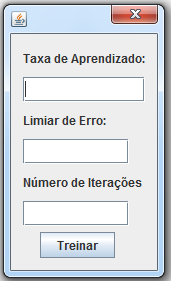 Taxa de Aprendizado:
Limiar de Erro:
Número de Iterações
Treinar